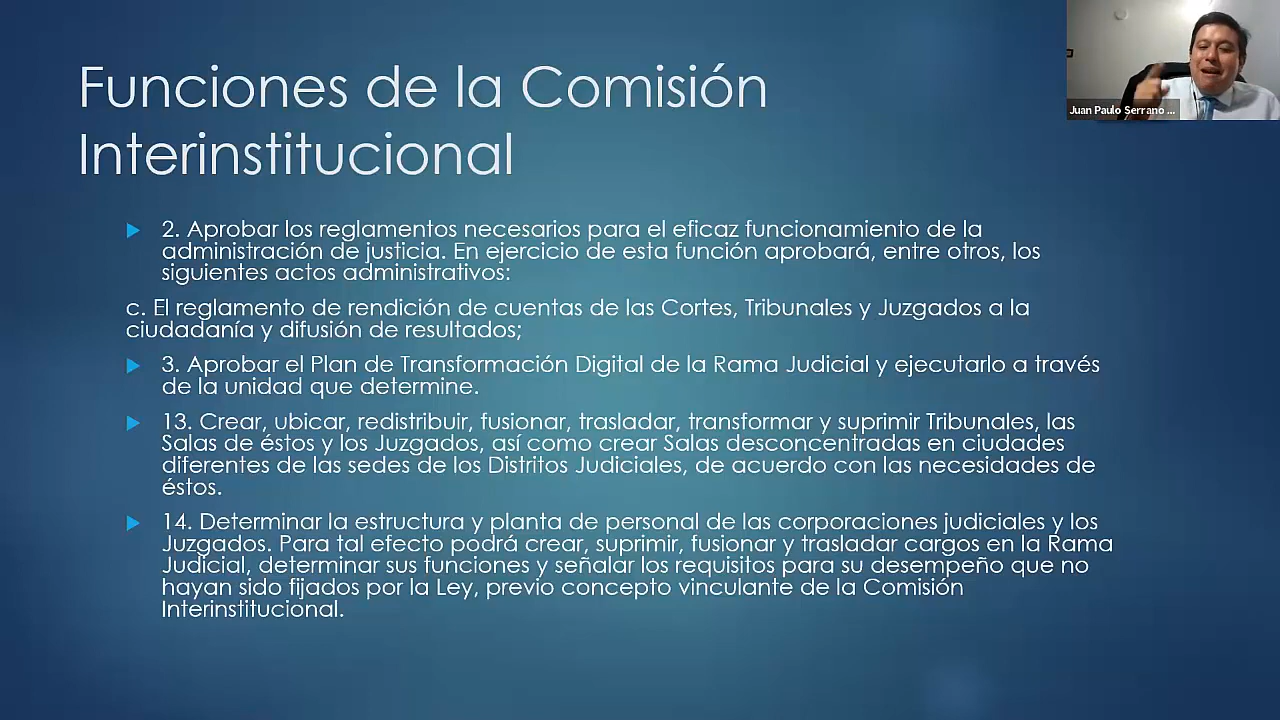 Funciones de la Comisión
Interinstitucional
Juan Paulo Serrano ...
2. Aprobar los reglamentos necesarios para el eficaz funcionamiento de la
administración de justicia. En ejercicio de esta función aprobará, entre otros, los
siguientes actos administrativos:
c. El reglamento de rendición de cuentas de las Cortes, Tribunales y Juzgados a la
ciudadanía y difusión de resultados;
3. Aprobar el Plan de Transformación Digital de la Rama Judicial y ejecutarlo a través
de la unidad que determine.
13. Crear, ubicar, redistribuir, fusionar, trasladar, transformar y suprimir Tribunales, las
Salas de éstos y los Juzgados, así como crear Salas desconcentradas en ciudades
diferentes de las sedes de los Distritos Judiciales, de acuerdo con las necesidades de
éstos.
14. Determinar la estructura y planta de personal de las corporaciones judiciales y los
Juzgados. Para tal efecto podrá crear, suprimir, fusionar y trasladar cargos en la Rama
Judicial, determinar sus funciones y señalar los requisitos para su desempeño que no
hayan sido fijados por la Ley, previo concepto vinculante de la Comisión
Interinstitucional.